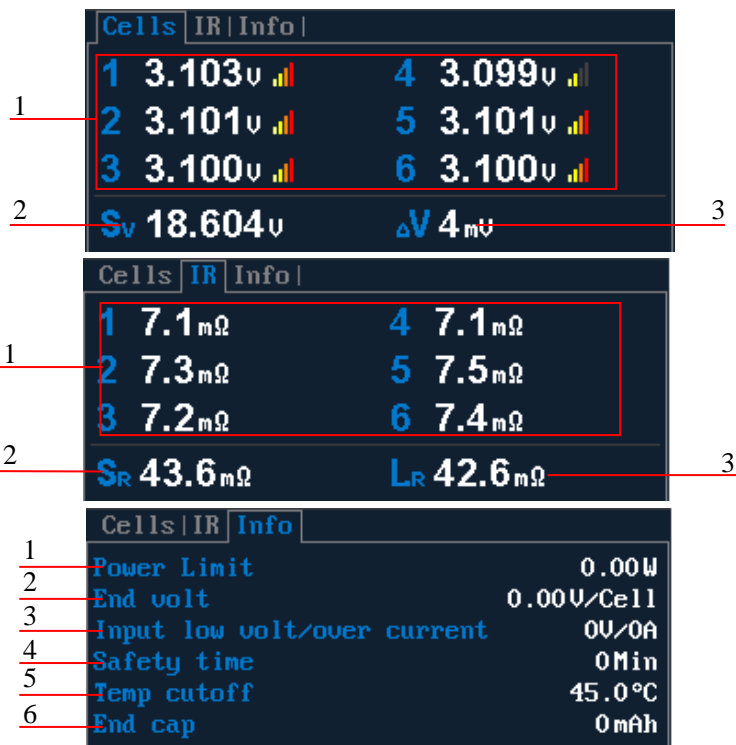 Cells IR|Info|
1 3.103v 4 3.099v
1
2 3.101v 5 3.101v
3 3.100v 6 3.100v
2 Sv 18.604v ΔV 4mv 3
Cells IR Info|
1 7.1mΩ 4 7.1mΩ
1
2 7.3mΩ 5 7.5mΩ
3 7.2mΩ 6 7.4mΩ
2 SR 43.6mΩ LR 42.6mΩ 3
Cells|IR Info
1 Power Limit 0.00W
2 End volt 0.00V/Cell
3 Input low volt/over current 0V/0A
4 Safety time 0Min
5 Temp cutoff 45.0°C
6 End cap 0mAh